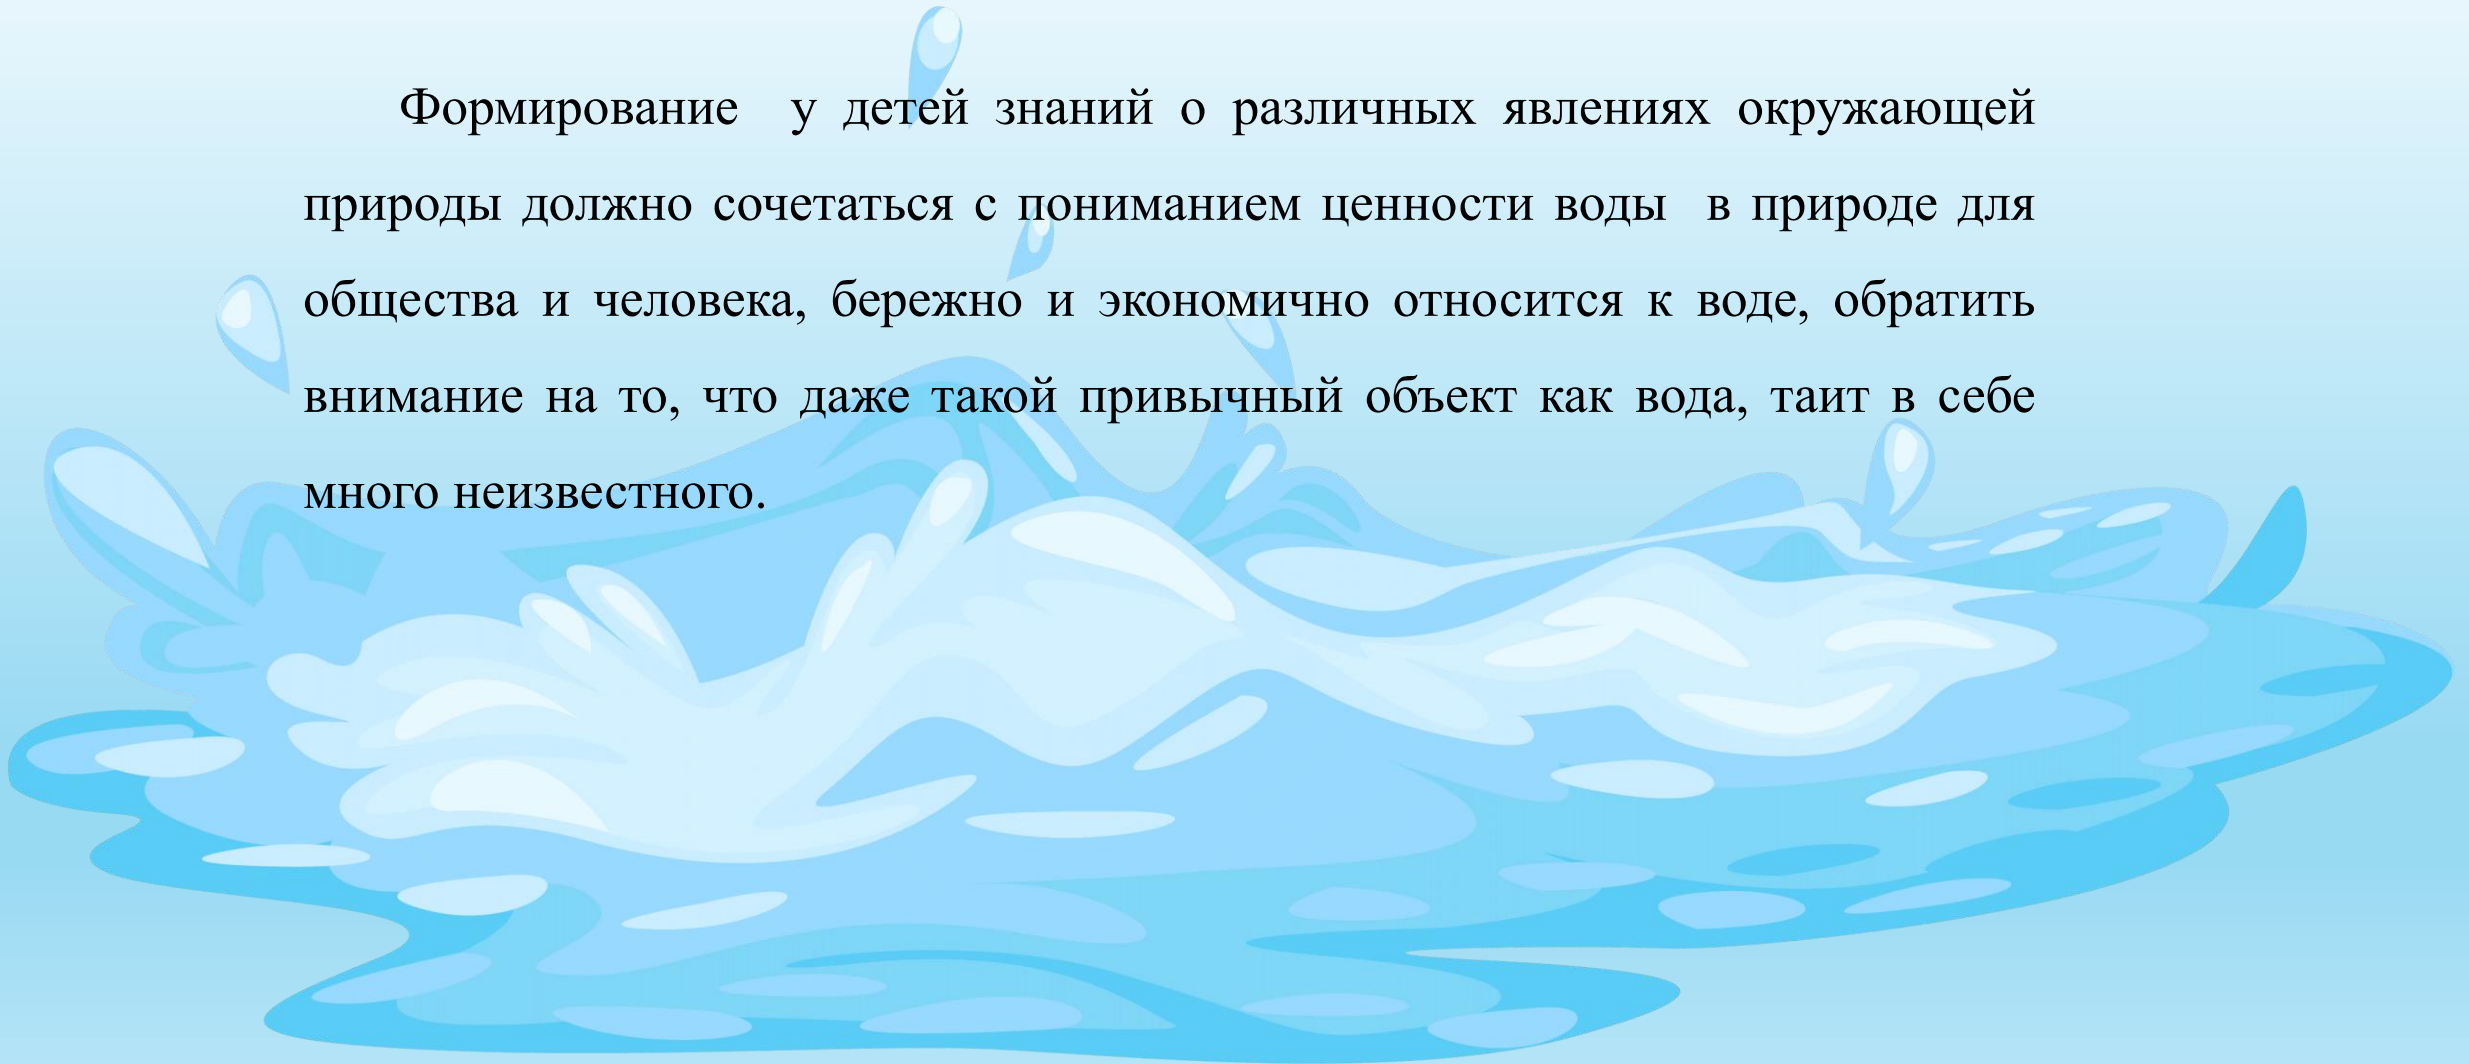 Формирование у детей знаний о различных явлениях окружающей
природы должно сочетаться с пониманием ценности воды в природе для
общества и человека, бережно и экономично относится к воде, обратить
внимание на то, что даже такой привычный объект как вода, таит в себе
много неизвестного.